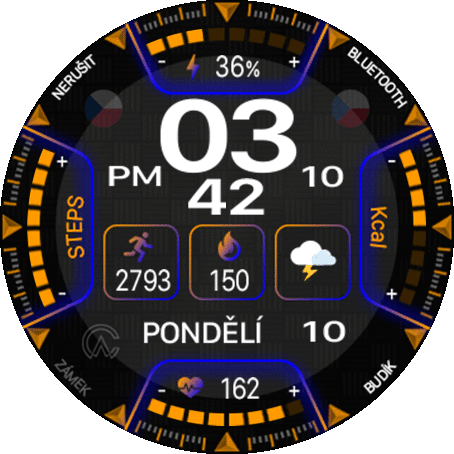 - 36% +
NERUŠIT
BLUETOOTH
03
PM 42 10
+ STEPS -
- Kcal +
2793 150
PONDĚLÍ 10
ZÁMEK
BUDÍK
- 162 +